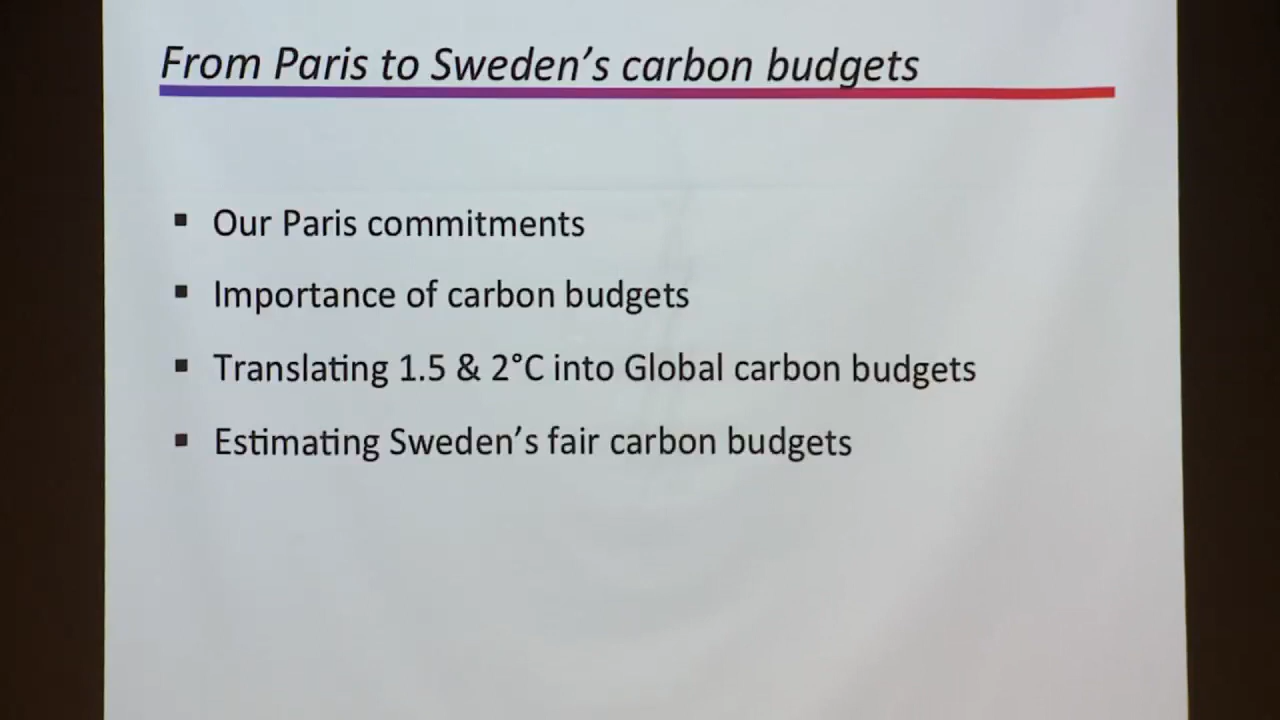 From Paris to Sweden's carbon budgets
▪ Our Paris commitments
▪ Importance of carbon budgets
▪ Translating 1.5 & 2°C into Global carbon budgets
▪ Estimating Sweden's fair carbon budgets